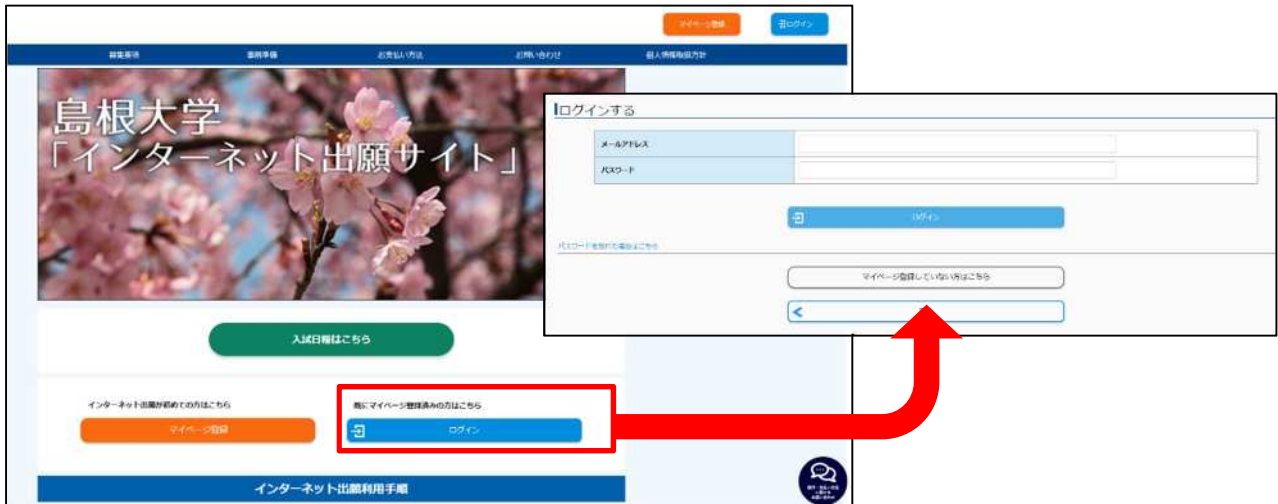 マイページ登録
ログイン
募集要項
事前準備
お支払い方法
お問い合わせ
個人情報取扱方針
島根大学
「インターネット出願サイト」
入試日程はこちら
インターネット出願が初めての方はこちら
マイページ登録
既にマイページ登録済みの方はこちら
ログイン
インターネット出願利用手順
ログインする
メールアドレス
パスワード
ログイン
パスワードを忘れた場合はこちら
マイページ登録していない方はこちら